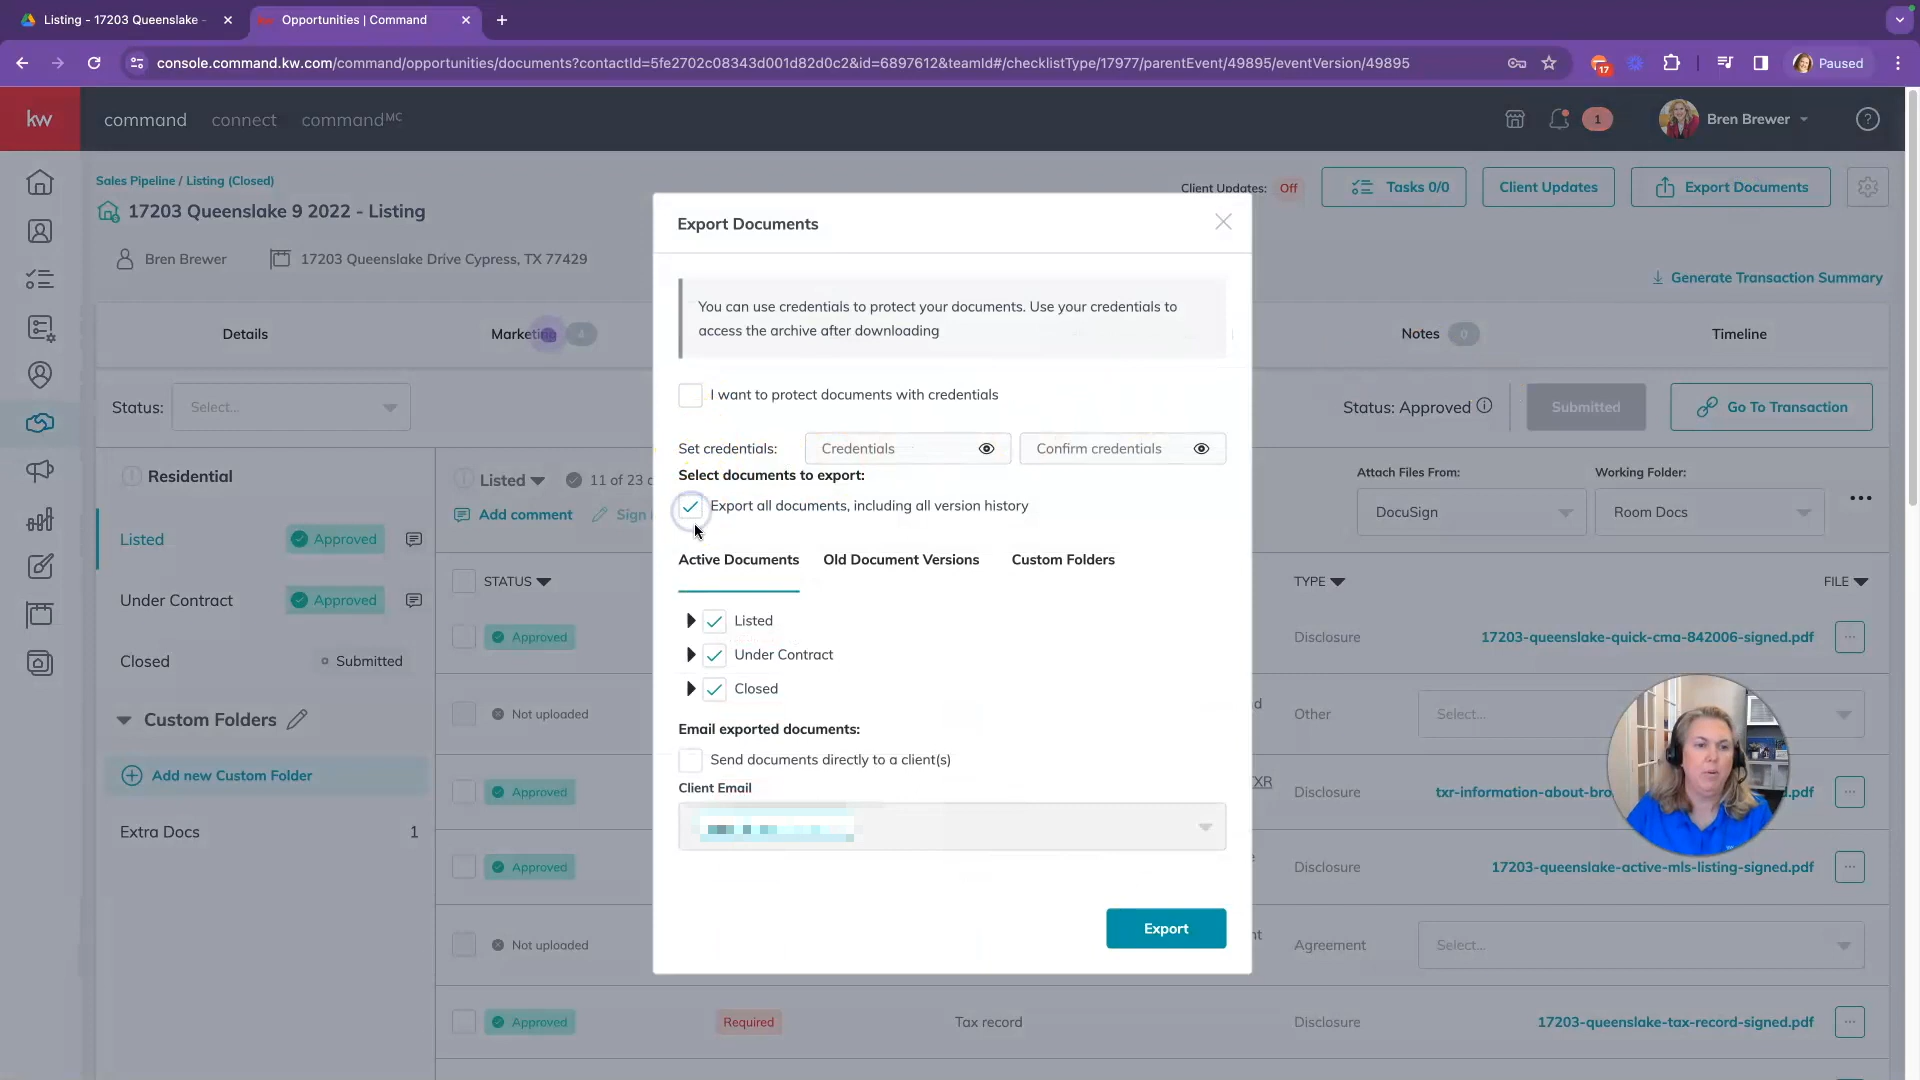 Listing - 17203 Queenslake -
Opportunities | Command
console.command.kw.com/command/opportunities/documents?contactId=5fe2702c08343d001d82d0c2&id=6897612&teamId#/checklistType/17977/parentEvent/49895/eventVersion/49895
17
Paused
kw
command
connect
commandMC
1
Bren Brewer
Sales Pipeline / Listing (Closed)
17203 Queenslake 9 2022 - Listing
Client Updates: Off
Tasks 0/0
Client Updates
Export Documents
Bren Brewer
17203 Queenslake Drive Cypress, TX 77429
Generate Transaction Summary
Details
Marketing 4
Notes 0
Timeline
Status:
Select...
Status: Approved
Submitted
Go To Transaction
Residential
Listed
Approved
Under Contract
Approved
Closed
Submitted
Custom Folders
Add new Custom Folder
Extra Docs
1
Listed
11 of 23
Add comment
Attach Files From:
DocuSign
Working Folder:
Room Docs
STATUS
TYPE
FILE
Approved
Disclosure
17203-queenslake-quick-cma-842006-signed.pdf
Not uploaded
Other
Select...
Approved
Disclosure
Approved
Disclosure
17203-queenslake-active-mls-listing-signed.pdf
Not uploaded
Agreement
Select...
Approved
Required
Tax record
Disclosure
17203-queenslake-tax-record-signed.pdf
Export Documents
You can use credentials to protect your documents. Use your credentials to
access the archive after downloading
I want to protect documents with credentials
Set credentials:
Credentials
Confirm credentials
Select documents to export:
Export all documents, including all version history
Active Documents
Old Document Versions
Custom Folders
Listed
Under Contract
Closed
Email exported documents:
Send documents directly to a client(s)
Client Email
Export